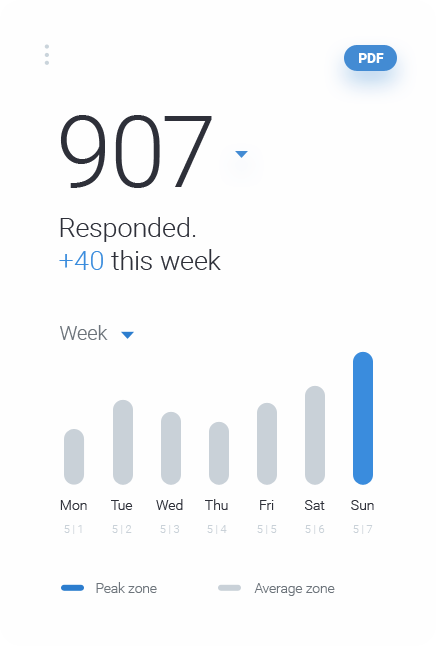 PDF
907
Responded.
+40 this week
Week
Mon Tue Wed Thu Fri Sat Sun
5|1 5|2 5|3 5|4 5|5 5|6 5|7
Peak zone Average zone